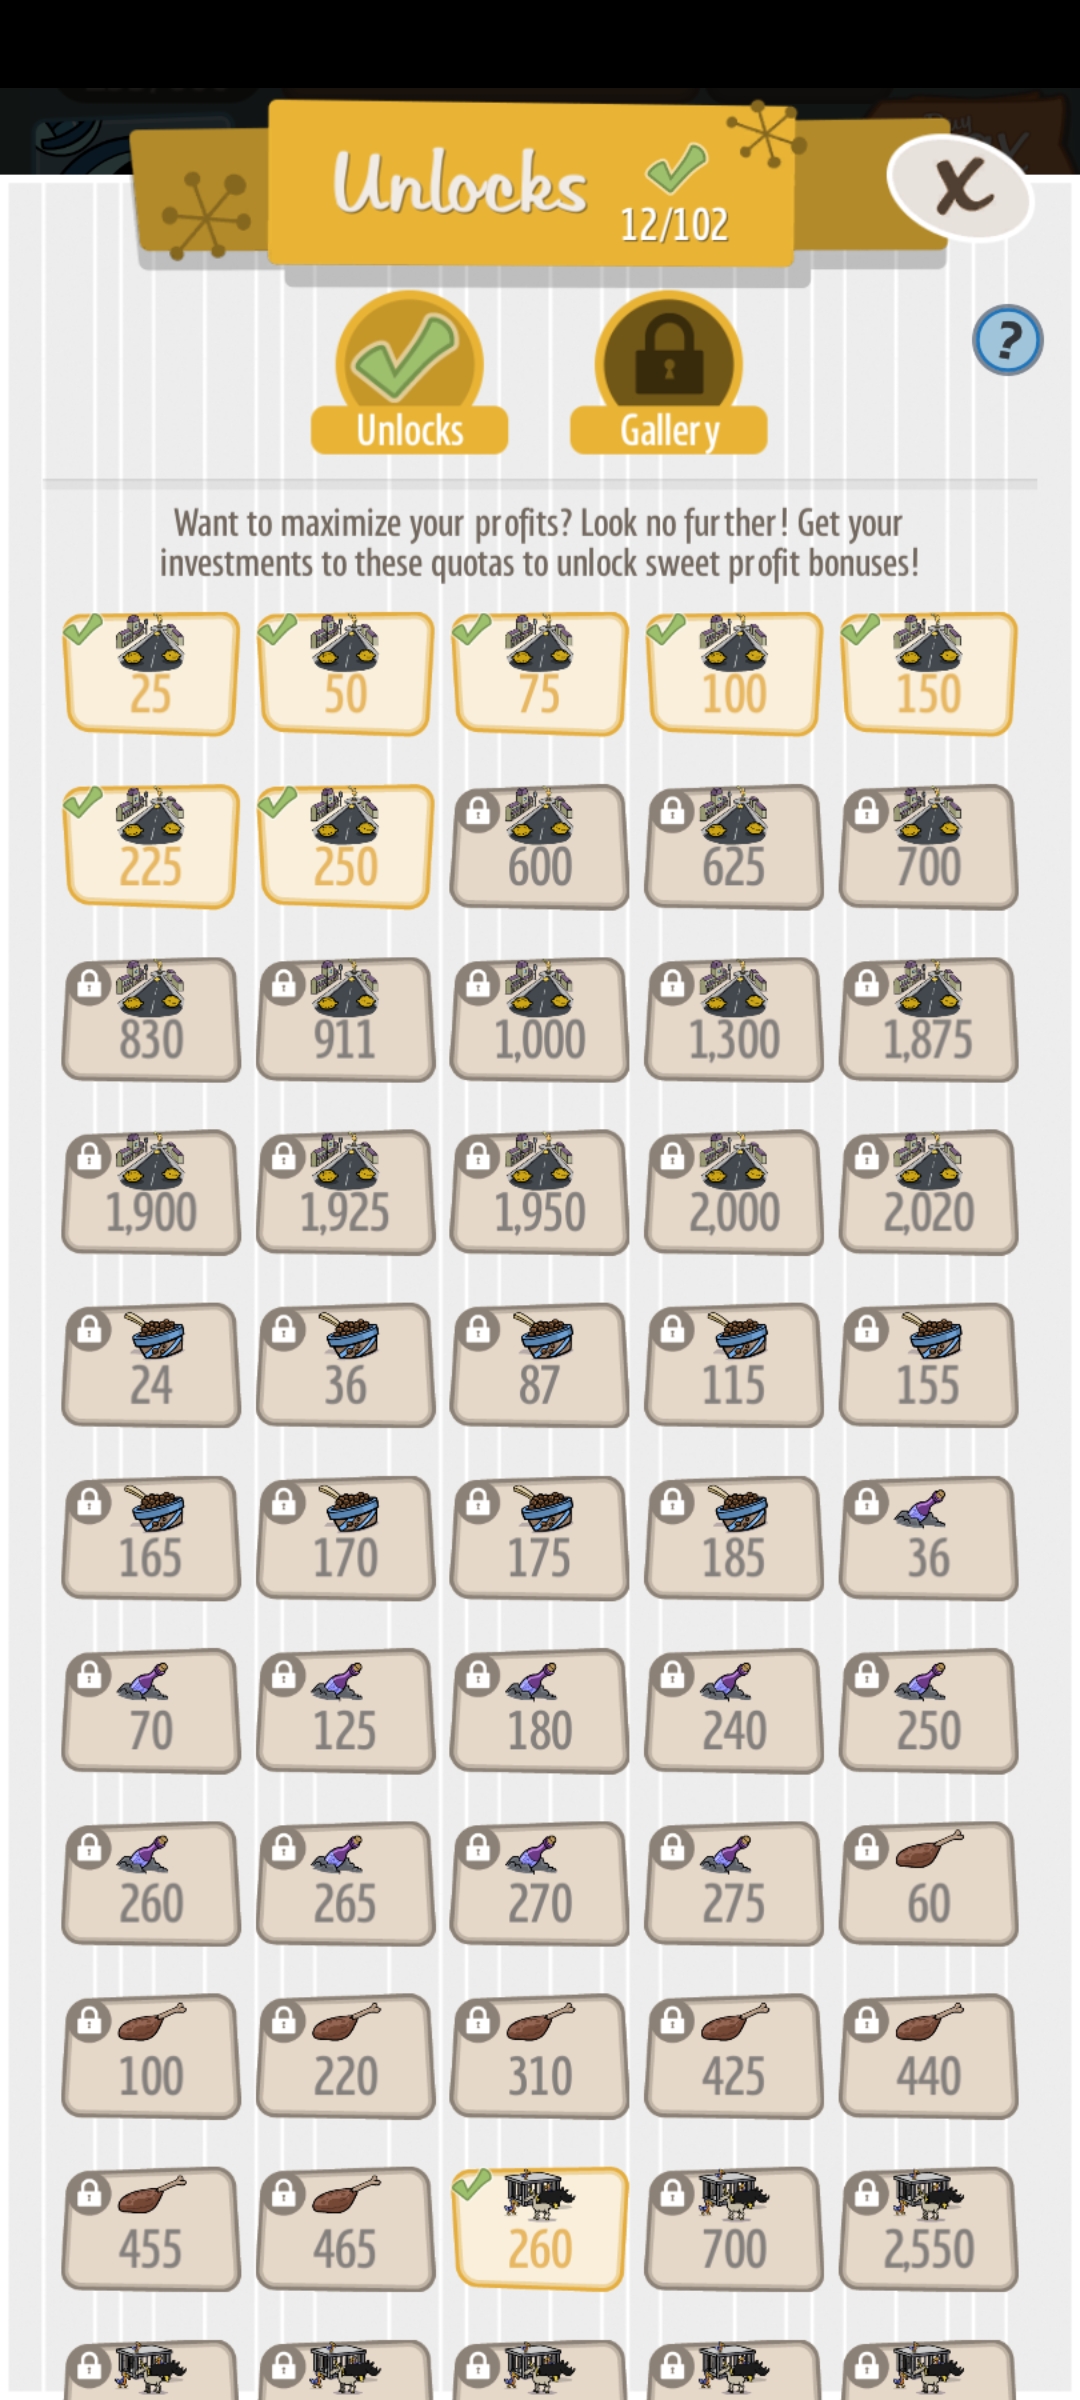 Unlocks
12/102
?
X
Unlocks
Gallery
Want to maximize your profits? Look no further! Get your
investments to these quotas to unlock sweet profit bonuses!
25 50 75 100 150
225 250 600 625 700
830 911 1,000 1,300 1,875
1,900 1,925 1,950 2,000 2,020
24 36 87 115 155
165 170 175 185 36
70 125 180 240 250
260 265 270 275 60
100 220 310 425 440
455 465 260 700 2,550